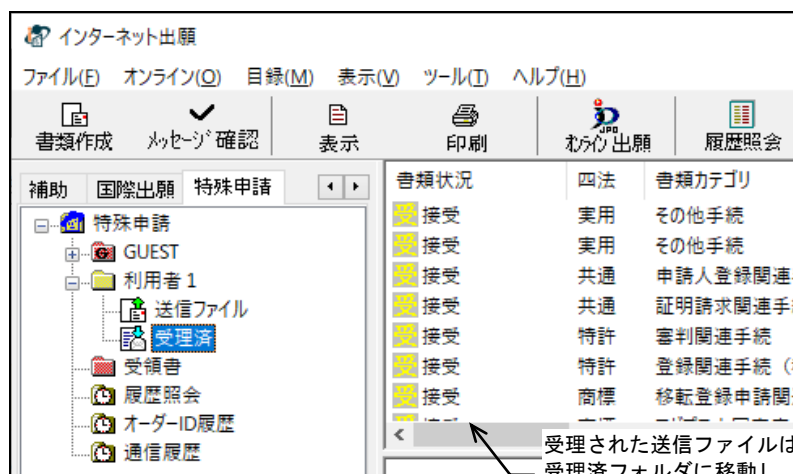 インターネット出願
ファイル(F) オンライン(O) 目録(M) 表示(V) ツール(T) ヘルプ(H)
書類作成 メッセージ確認 表示 印刷 オンライン出願 履歴照会
補助 国際出願 特殊申請
特殊申請
GUEST
利用者1
送信ファイル
受理済
受領書
履歴照会
オーダーID履歴
通信履歴
書類状況 四法 書類カテゴリ
受 接受 実用 その他手続
受 接受 実用 その他手続
受 接受 共通 申請人登録関連
受 接受 共通 証明請求関連手
受 接受 特許 審判関連手続
受 接受 特許 登録関連手続（
受 接受 商標 移転登録申請関
受理された送信ファイルは
受理済フォルダに移動し